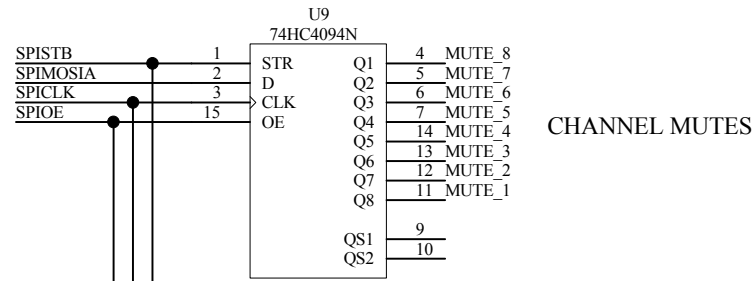 U9
74HC4094N
SPISTB 1 STR Q1 4 MUTE_8
SPIMOSIA 2 D Q2 5 MUTE_7
SPICLK 3 CLK Q3 6 MUTE_6
SPIOE 15 OE Q4 7 MUTE_5
Q5 14 MUTE_4
Q6 13 MUTE_3
Q7 12 MUTE_2
Q8 11 MUTE_1
QS1 9
QS2 10
CHANNEL MUTES